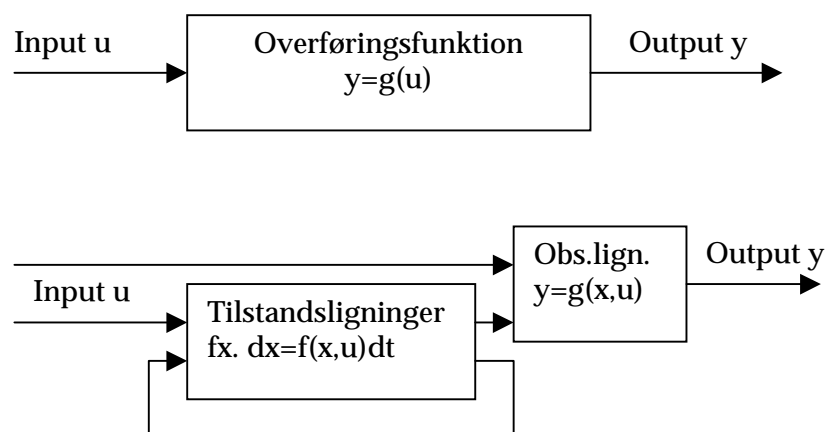 Input u
Overføringsfunktion
y=g(u)
Output y
Obs.lign.
y=g(x,u)
Output y
Input u
Tilstandsligninger
fx. dx=f(x,u)dt